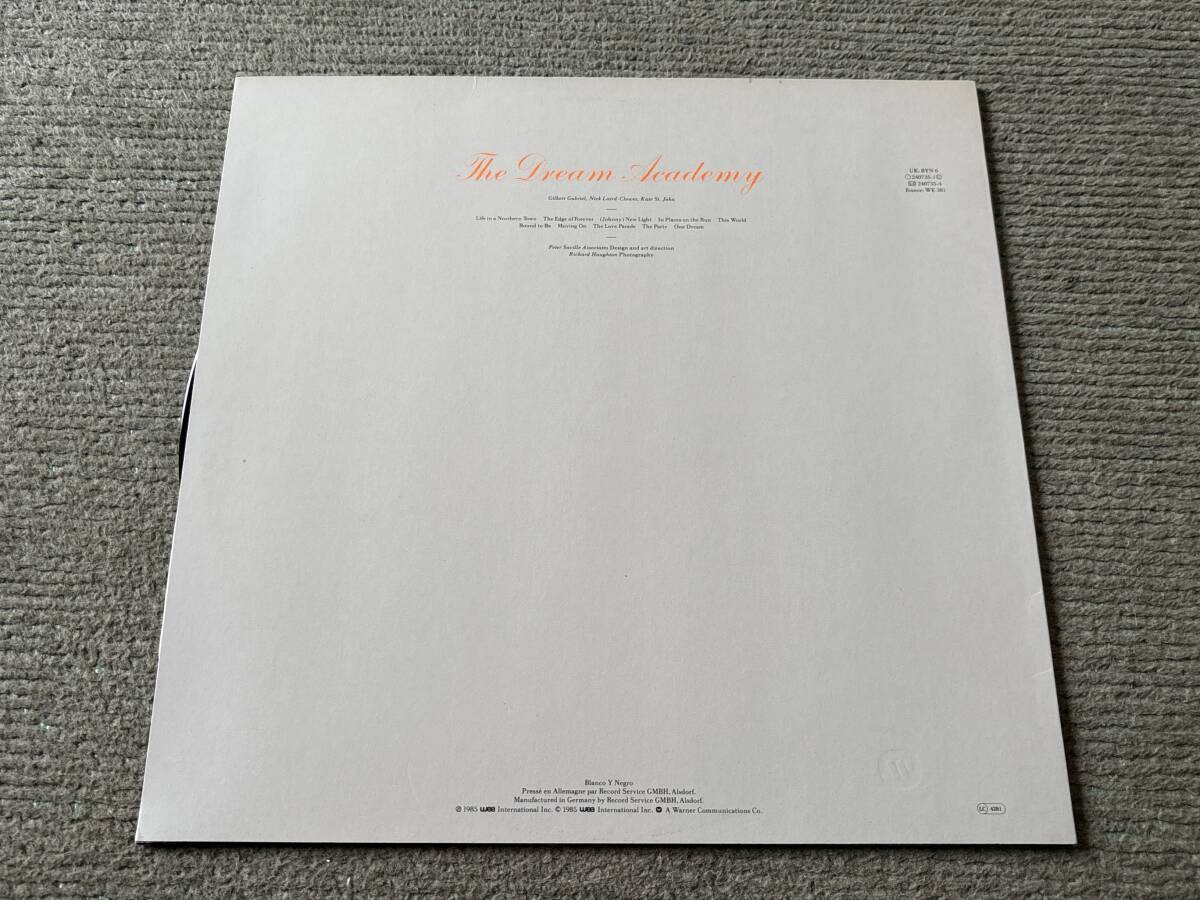 The Dream Academy
Gilbert Gabriel, Nick Laird-Clowes, Kate St. John
Life in a Northern Town The Edge of Forever (Johnny) New Light In Places on the Run This World
Bound to Be Moving On The Love Parade The Party One Dream
Peter Saville Associates Design and art direction
Richard Haughton Photography
UK: BYN 6
240735-1
240735-4
France: WE 381
Blanco Y Negro
Pressé en Allemagne par Record Service GMBH, Alsdorf.
Manufactured in Germany by Record Service GMBH, Alsdorf.
℗ 1985 wea International Inc. © 1985 wea International Inc. A Warner Communications Co.
LC 4281